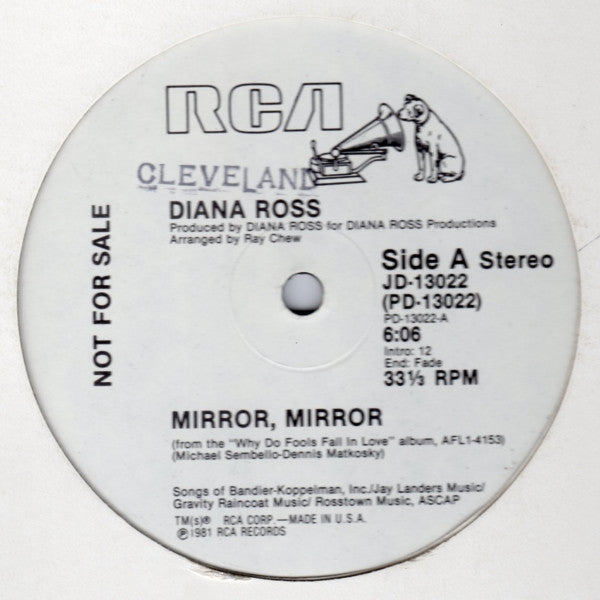 RCA
CLEVELAND
DIANA ROSS
Produced by DIANA ROSS for DIANA ROSS Productions
Arranged by Ray Chew
NOT FOR SALE
Side A Stereo
JD-13022
(PD-13022)
PD-13022-A
6:06
Intro: 12
End: Fade
33⅓ RPM
MIRROR, MIRROR
(from the "Why Do Fools Fall In Love" album, AFL1-4153)
(Michael Sembello-Dennis Matkosky)
Songs of Bandier-Koppelman, Inc./Jay Landers Music/
Gravity Raincoat Music/ Rosstown Music, ASCAP
TM(s)® RCA CORP.—MADE IN U.S.A.
℗1981 RCA RECORDS